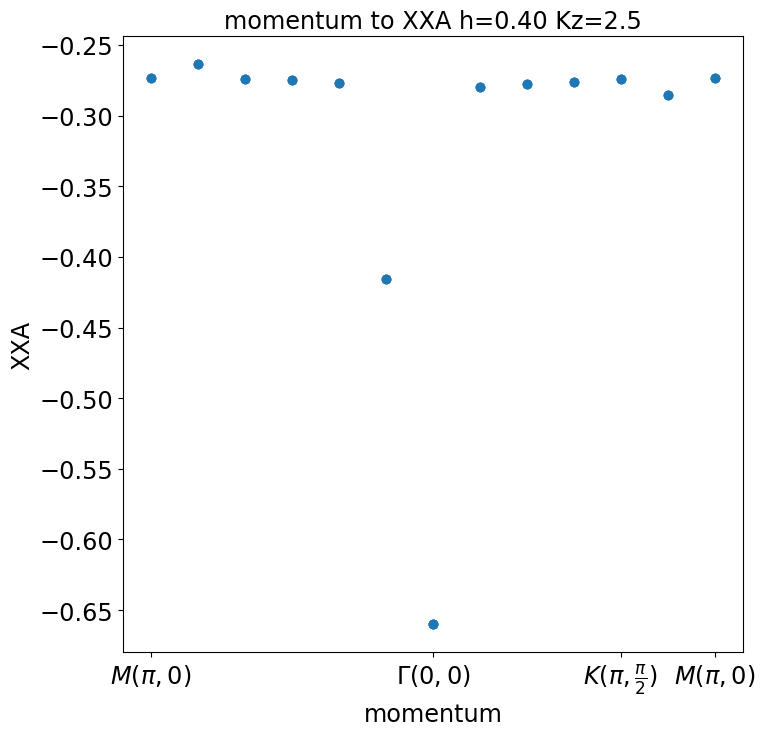 momentum to XXA h=0.40 Kz=2.5
−0.25
−0.30
−0.35
−0.40
−0.45
−0.50
−0.55
−0.60
−0.65
XXA
M(π, 0) Γ(0, 0) K(π, π/2) M(π, 0)
momentum